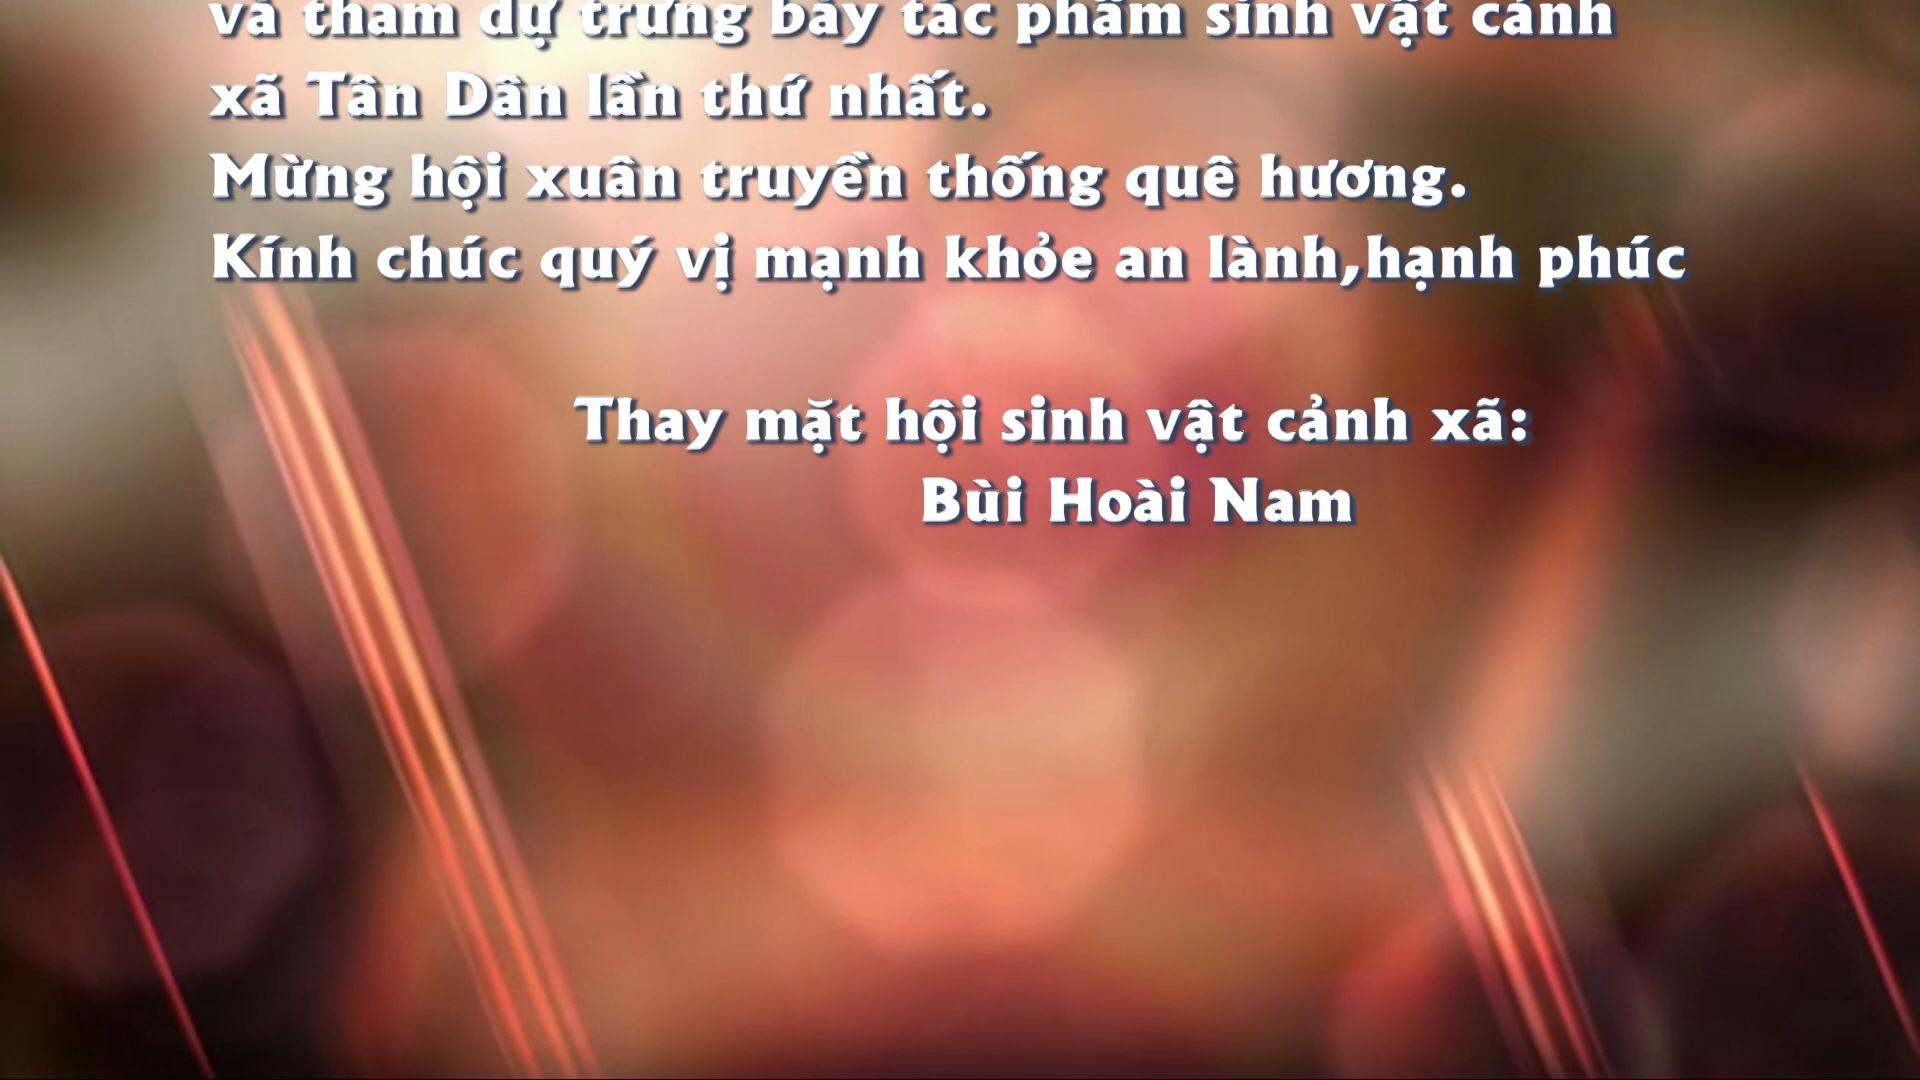 và tham dự trưng bày tác phẩm sinh vật cảnh
xã Tân Dân lần thứ nhất.
Mừng hội xuân truyền thống quê hương.
Kính chúc quý vị mạnh khỏe an lành,hạnh phúc
Thay mặt hội sinh vật cảnh xã:
Bùi Hoài Nam